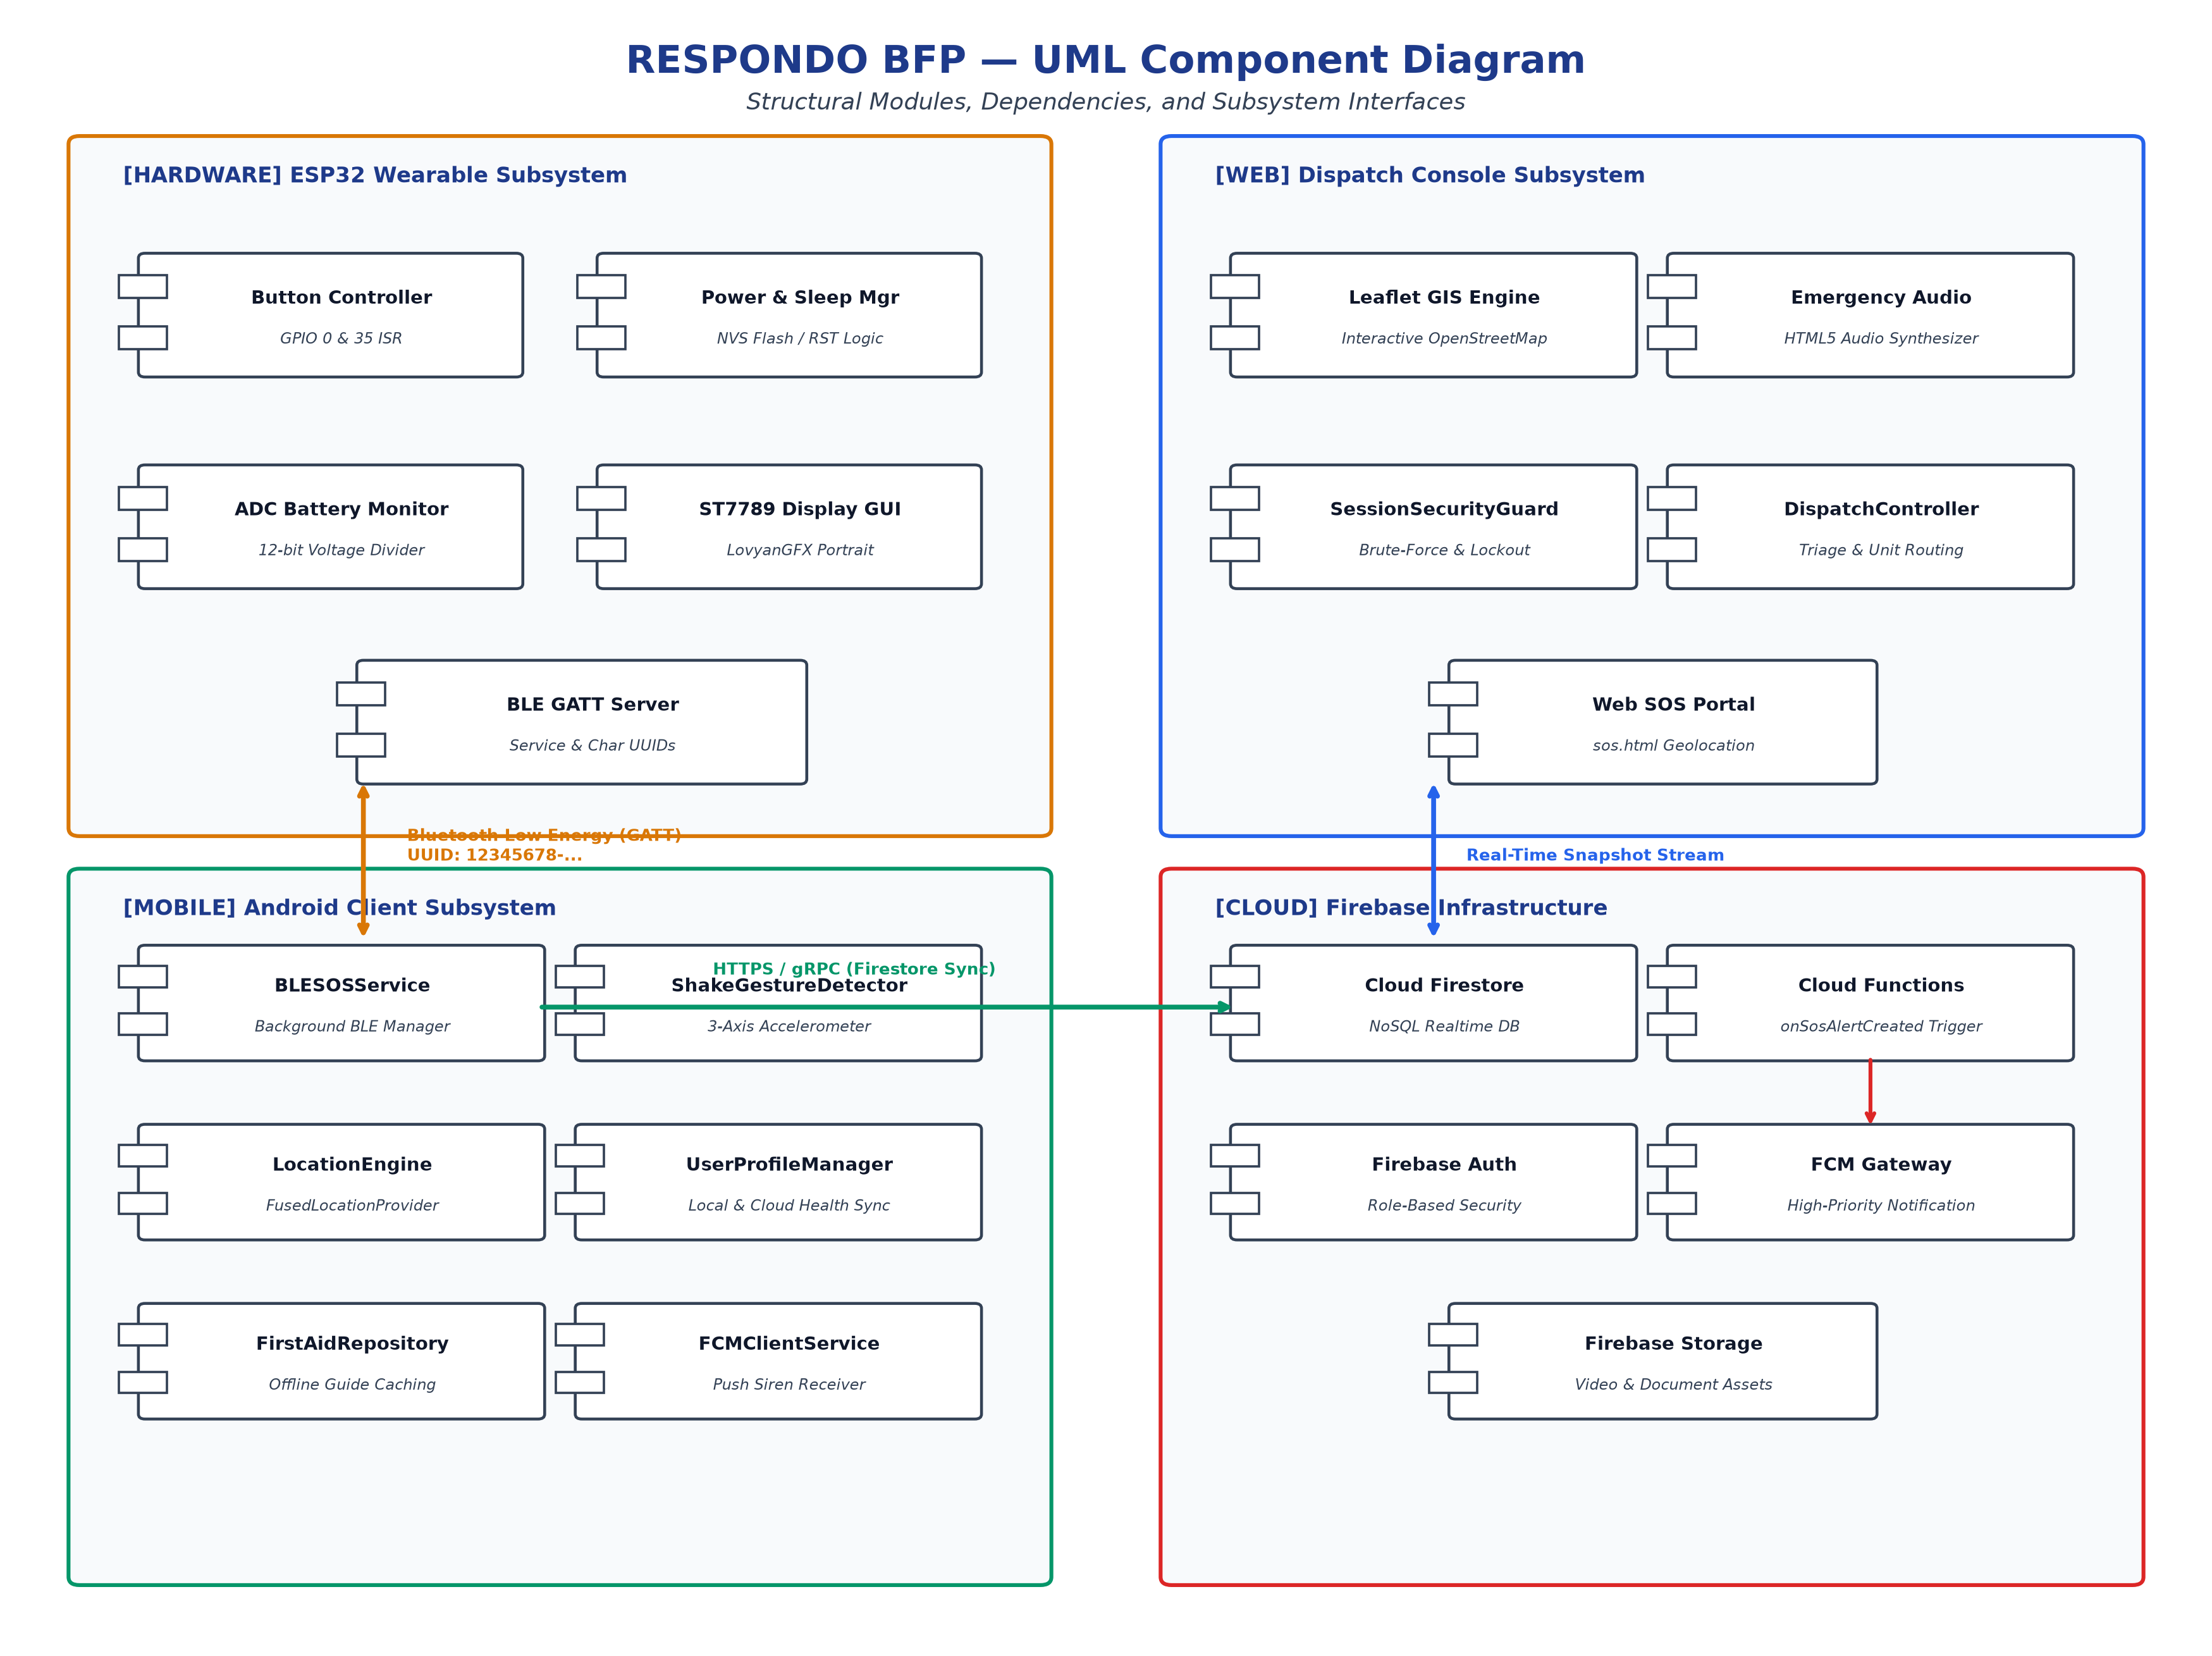 RESPONDO BFP — UML Component Diagram
Structural Modules, Dependencies, and Subsystem Interfaces
[HARDWARE] ESP32 Wearable Subsystem
Button Controller
GPIO 0 & 35 ISR
Power & Sleep Mgr
NVS Flash / RST Logic
ADC Battery Monitor
12-bit Voltage Divider
ST7789 Display GUI
LovyanGFX Portrait
BLE GATT Server
Service & Char UUIDs
[WEB] Dispatch Console Subsystem
Leaflet GIS Engine
Interactive OpenStreetMap
Emergency Audio
HTML5 Audio Synthesizer
SessionSecurityGuard
Brute-Force & Lockout
DispatchController
Triage & Unit Routing
Web SOS Portal
sos.html Geolocation
Bluetooth Low Energy (GATT)
UUID: 12345678-...
Real-Time Snapshot Stream
[MOBILE] Android Client Subsystem
BLESOSService
Background BLE Manager
HTTPS / gRPC (Firestore Sync)
ShakeGestureDetector
3-Axis Accelerometer
LocationEngine
FusedLocationProvider
UserProfileManager
Local & Cloud Health Sync
FirstAidRepository
Offline Guide Caching
FCMClientService
Push Siren Receiver
[CLOUD] Firebase Infrastructure
Cloud Firestore
NoSQL Realtime DB
Cloud Functions
onSosAlertCreated Trigger
Firebase Auth
Role-Based Security
FCM Gateway
High-Priority Notification
Firebase Storage
Video & Document Assets